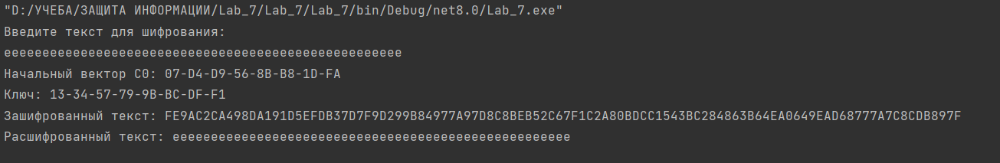 "D:/УЧЕБА/ЗАЩИТА ИНФОРМАЦИИ/Lab_7/Lab_7/Lab_7/bin/Debug/net8.0/Lab_7.exe"
Введите текст для шифрования:
eeeeeeeeeeeeeeeeeeeeeeeeeeeeeeeeeeeeeeeeeeeeeeeeeeee
Начальный вектор C0: 07-D4-D9-56-8B-B8-1D-FA
Ключ: 13-34-57-79-9B-BC-DF-F1
Зашифрованный текст: FE9AC2CA498DA191D5EFDB37D7F9D299B84977A97D8C8BEB52C67F1C2A80BDCC1543BC284863B64EA0649EAD68777A7C8CDB897F
Расшифрованный текст: eeeeeeeeeeeeeeeeeeeeeeeeeeeeeeeeeeeeeeeeeeeeeeeeeeee